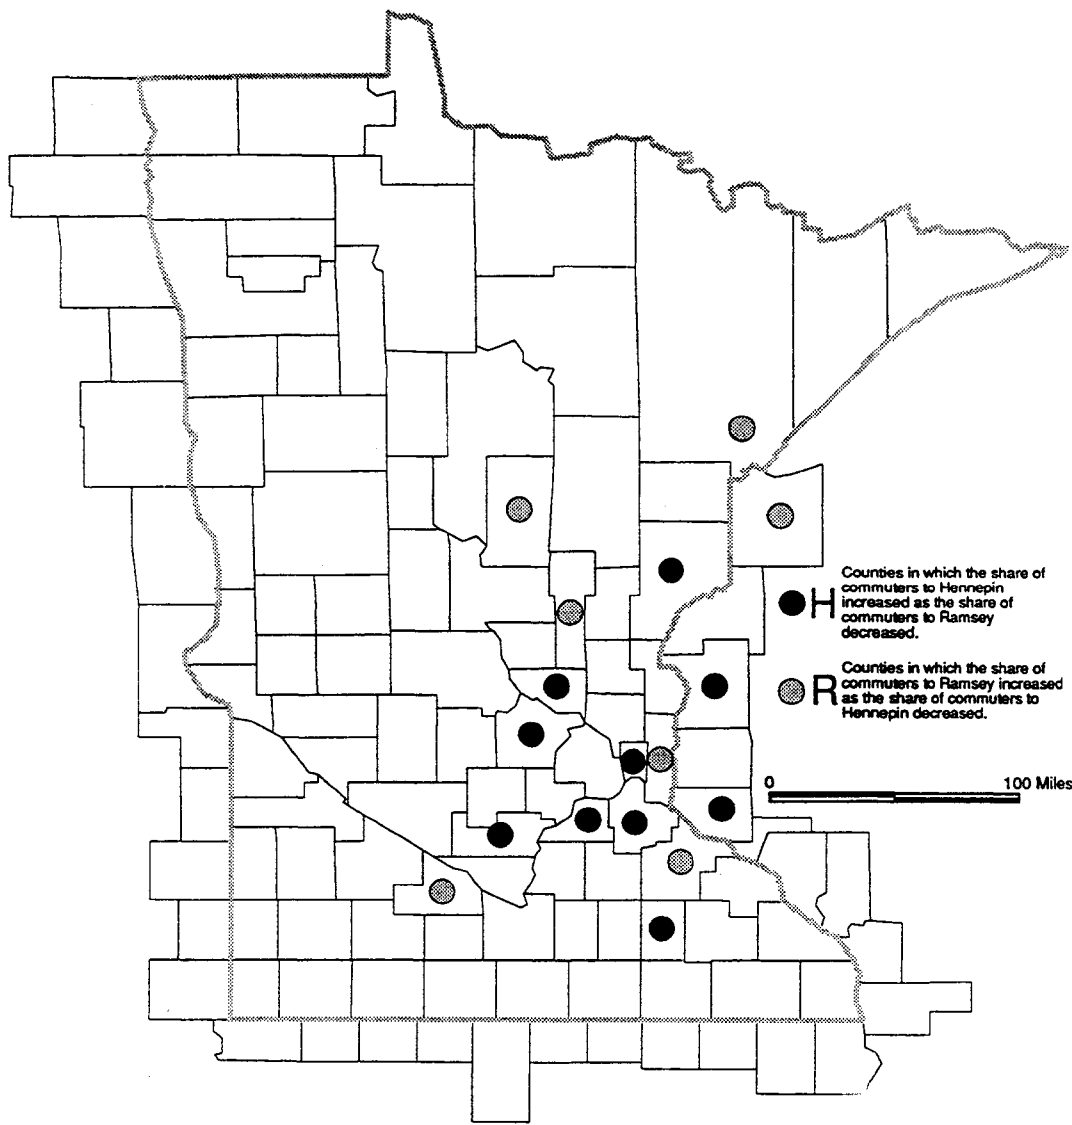 Counties in which the share of
commuters to Hennepin
increased as the share of
commuters to Ramsey
decreased.
H
Counties in which the share of
commuters to Ramsey increased
as the share of commuters to
Hennepin decreased.
R
0
100 Miles